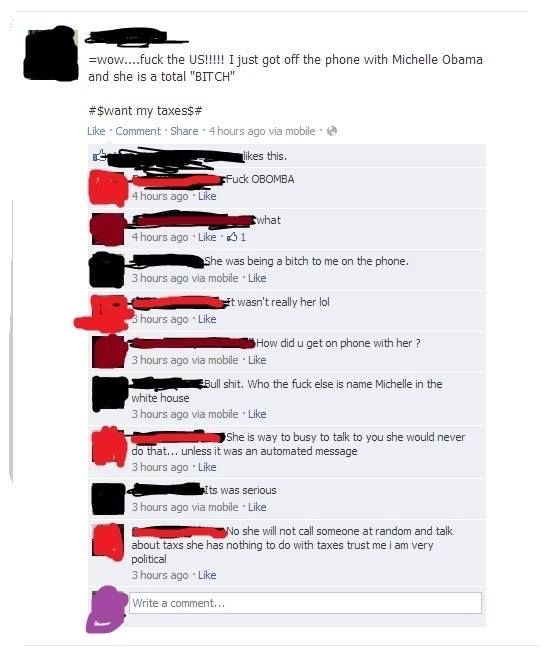 =wow....fuck the US!!!!! I just got off the phone with Michelle Obama
and she is a total "BITCH"
#$want my taxes$#
Like · Comment · Share · 4 hours ago via mobile ·
likes this.
Fuck OBOMBA
4 hours ago · Like
what
4 hours ago · Like · 1
She was being a bitch to me on the phone.
3 hours ago via mobile · Like
It wasn't really her lol
3 hours ago · Like
How did u get on phone with her ?
3 hours ago via mobile · Like
Bull shit. Who the fuck else is name Michelle in the
white house
3 hours ago via mobile · Like
She is way to busy to talk to you she would never
do that... unless it was an automated message
3 hours ago · Like
Its was serious
3 hours ago via mobile · Like
No she will not call someone at random and talk
about taxs she has nothing to do with taxes trust me i am very
political
3 hours ago · Like
Write a comment...